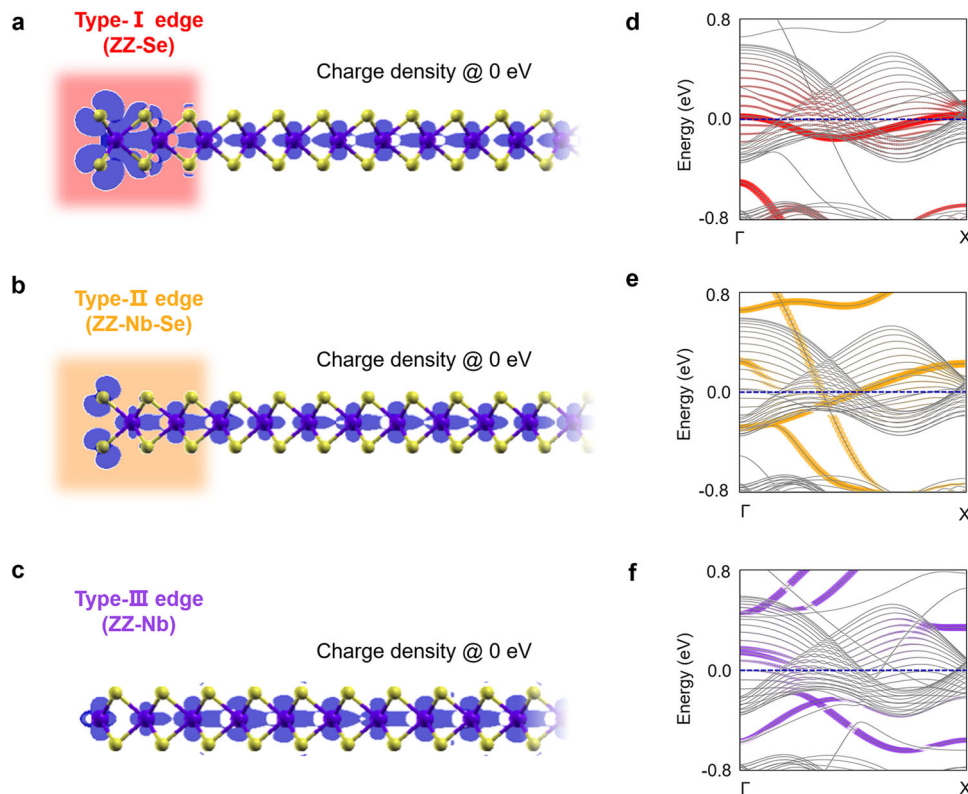 a
Type-Ⅰ edge
(ZZ-Se)
Charge density @ 0 eV
d
0.8
0.0
-0.8
Energy (eV)
Γ
X
b
Type-Ⅱ edge
(ZZ-Nb-Se)
Charge density @ 0 eV
e
0.8
0.0
-0.8
Energy (eV)
Γ
X
c
Type-Ⅲ edge
(ZZ-Nb)
Charge density @ 0 eV
f
0.8
0.0
-0.8
Energy (eV)
Γ
X